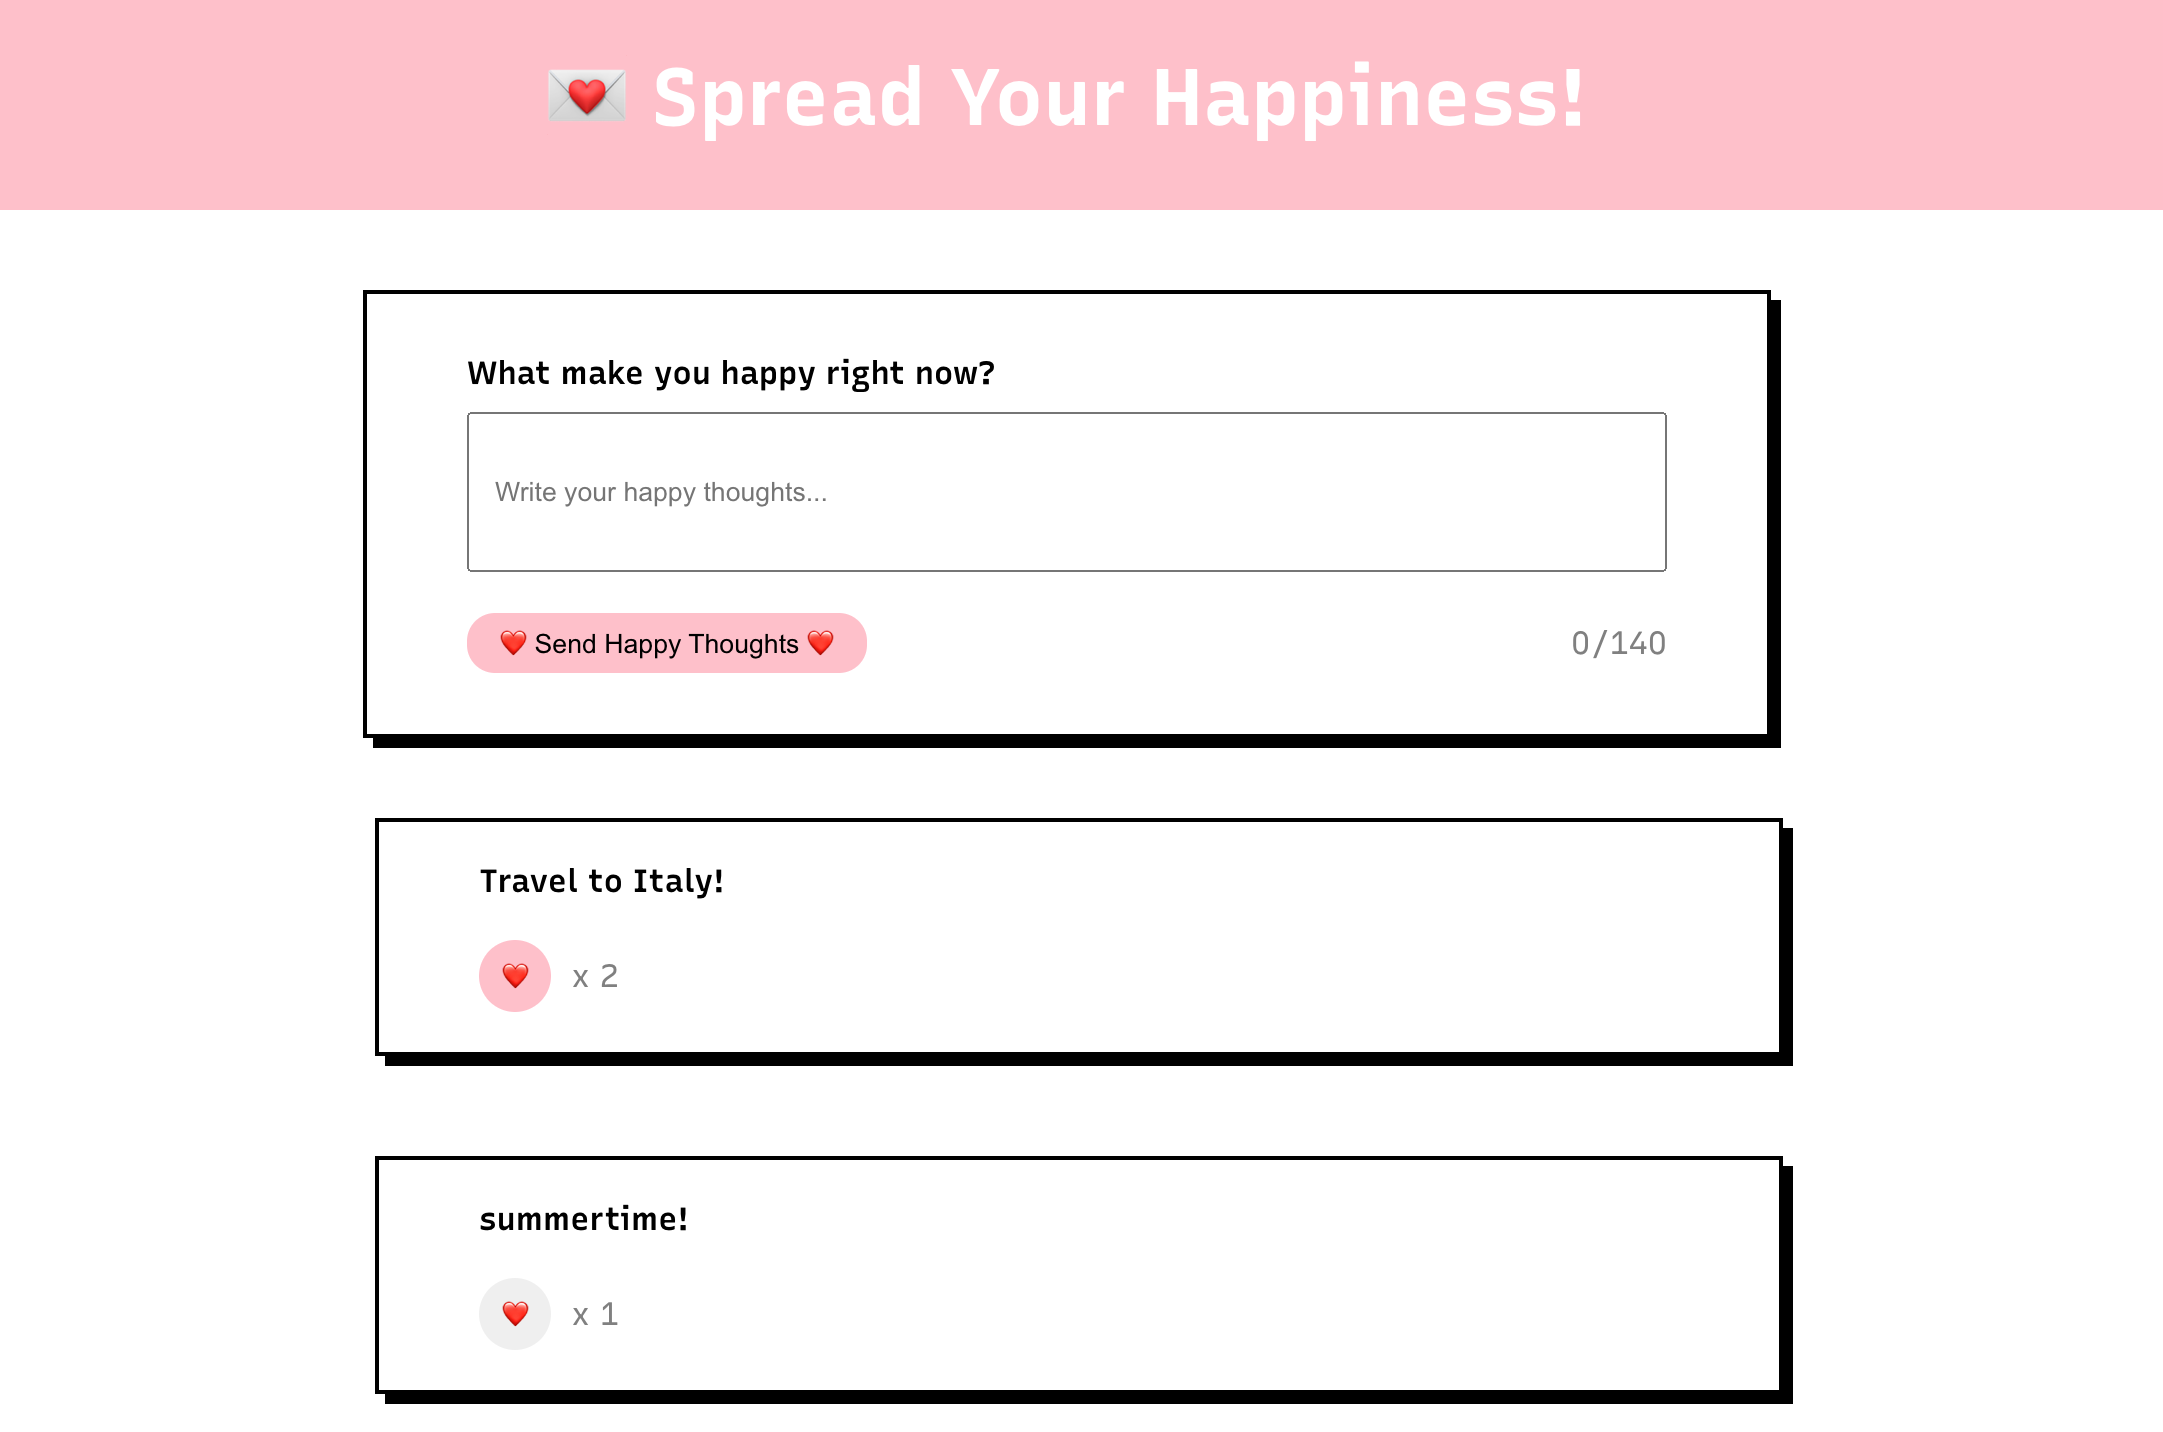 💌 Spread Your Happiness!
What make you happy right now?
Write your happy thoughts...
❤️ Send Happy Thoughts ❤️
0/140
Travel to Italy!
❤️ x 2
summertime!
❤️ x 1